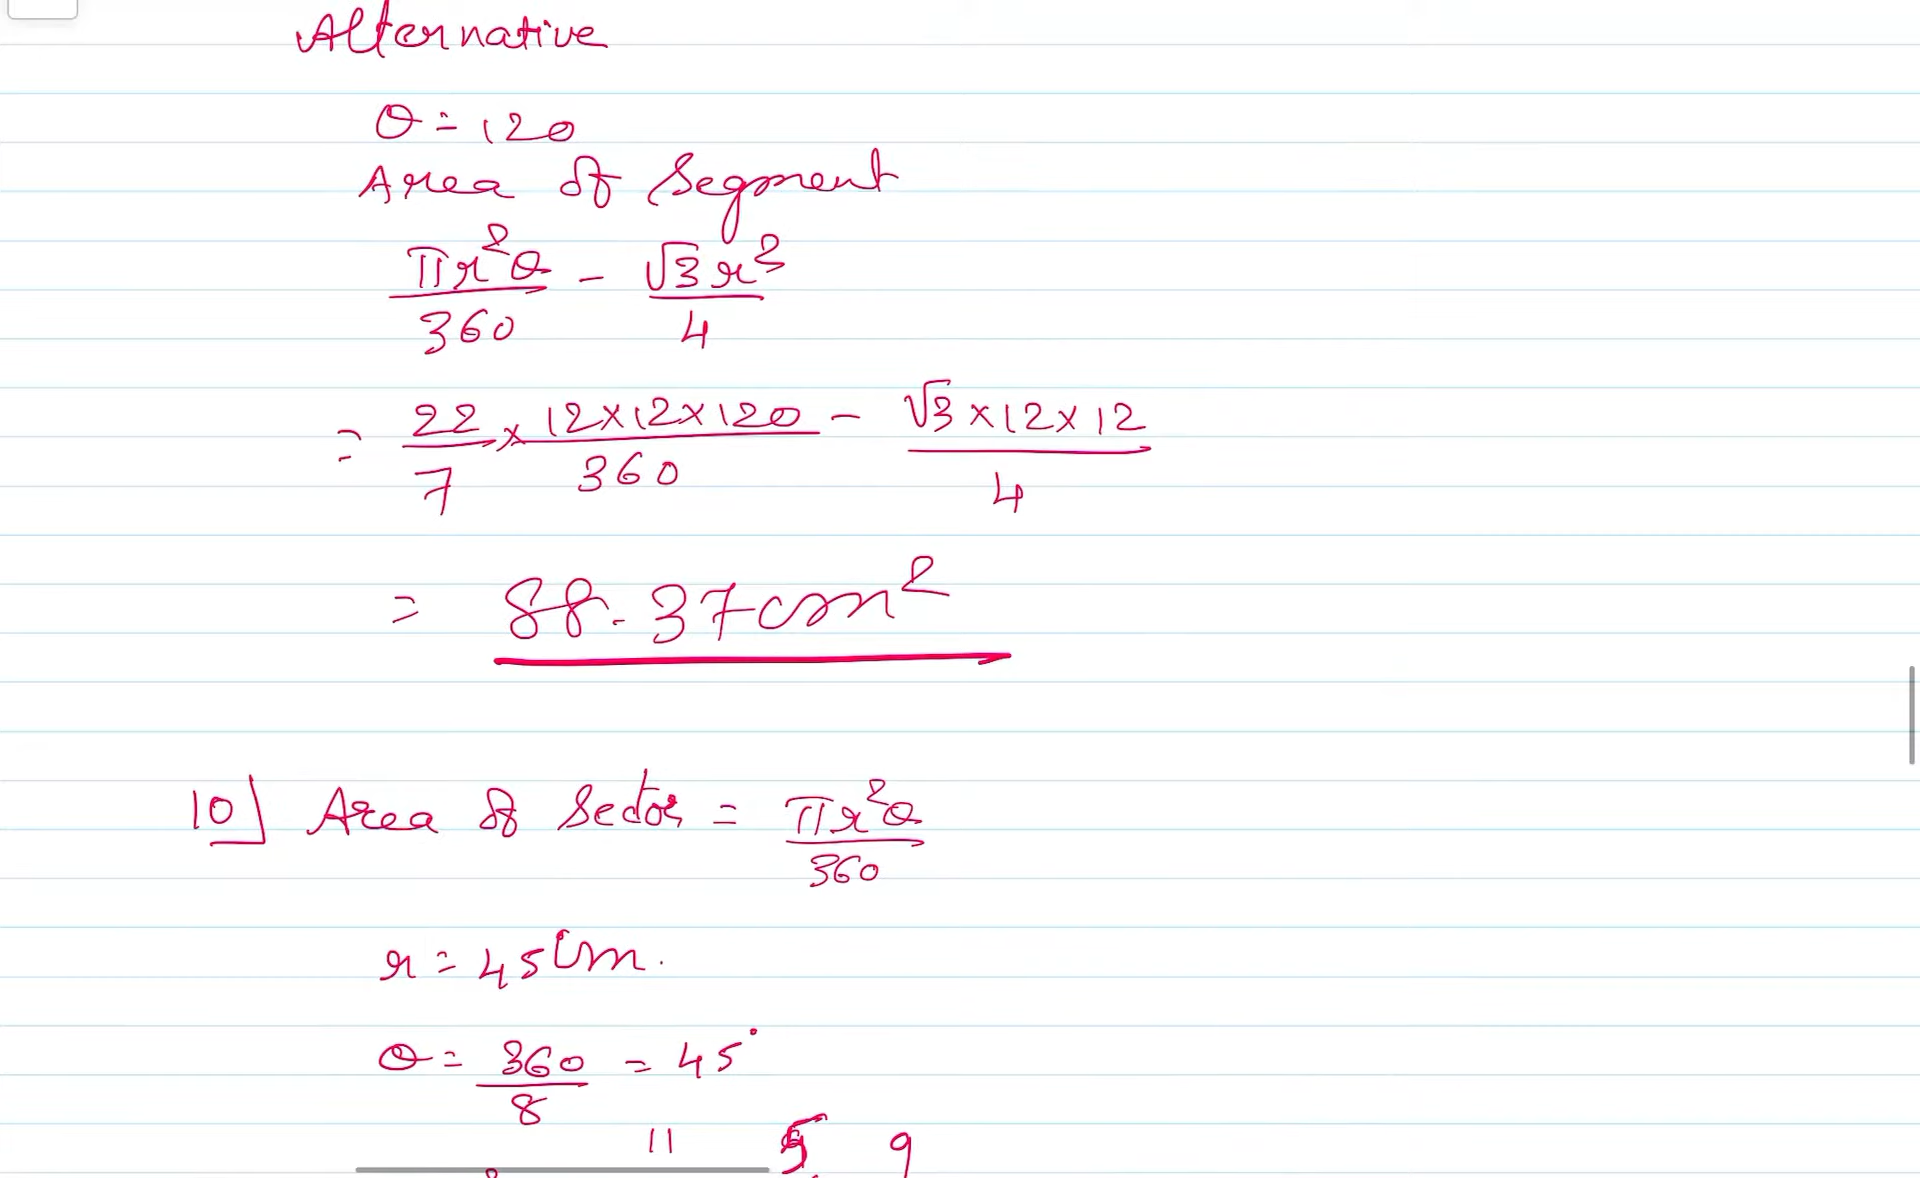 Alternative
θ = 120
Area of Segment
πr²θ/360 - √3r²/4
= 22/7 × 12×12×120/360 - √3×12×12/4
= 88.37cm²
10] Area of Sector = πr²θ/360
r = 45cm.
θ = 360/8 = 45°
11 5 9